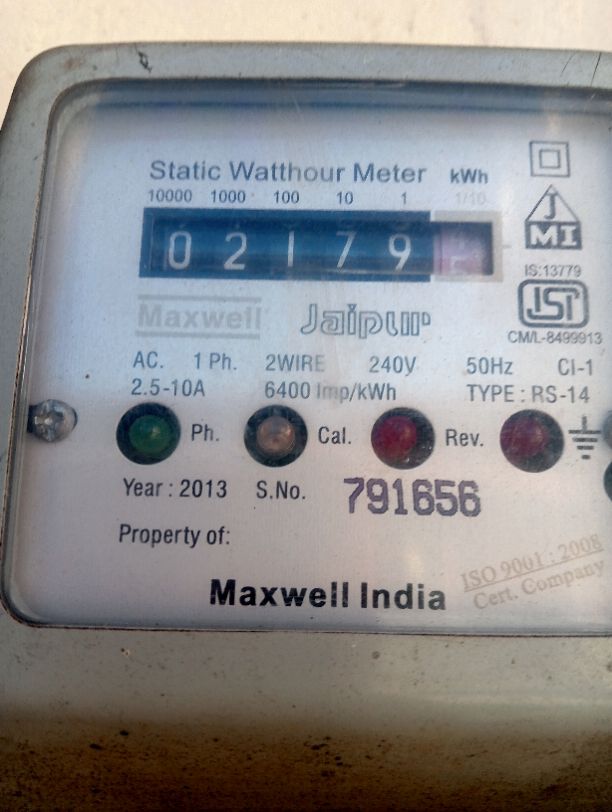 Static Watthour Meter kWh
10000 1000 100 10 1 1/10
0 2 1 7 9
J
MI
IS:13779
ISI
CM/L-8499913
Maxwell Jaipur
AC. 1 Ph. 2WIRE 240V 50Hz Cl-1
2.5-10A 6400 Imp/kWh TYPE : RS-14
Ph. Cal. Rev.
Year : 2013 S.No. 791656
Property of:
ISO 9001 : 2008
Cert. Company
Maxwell India